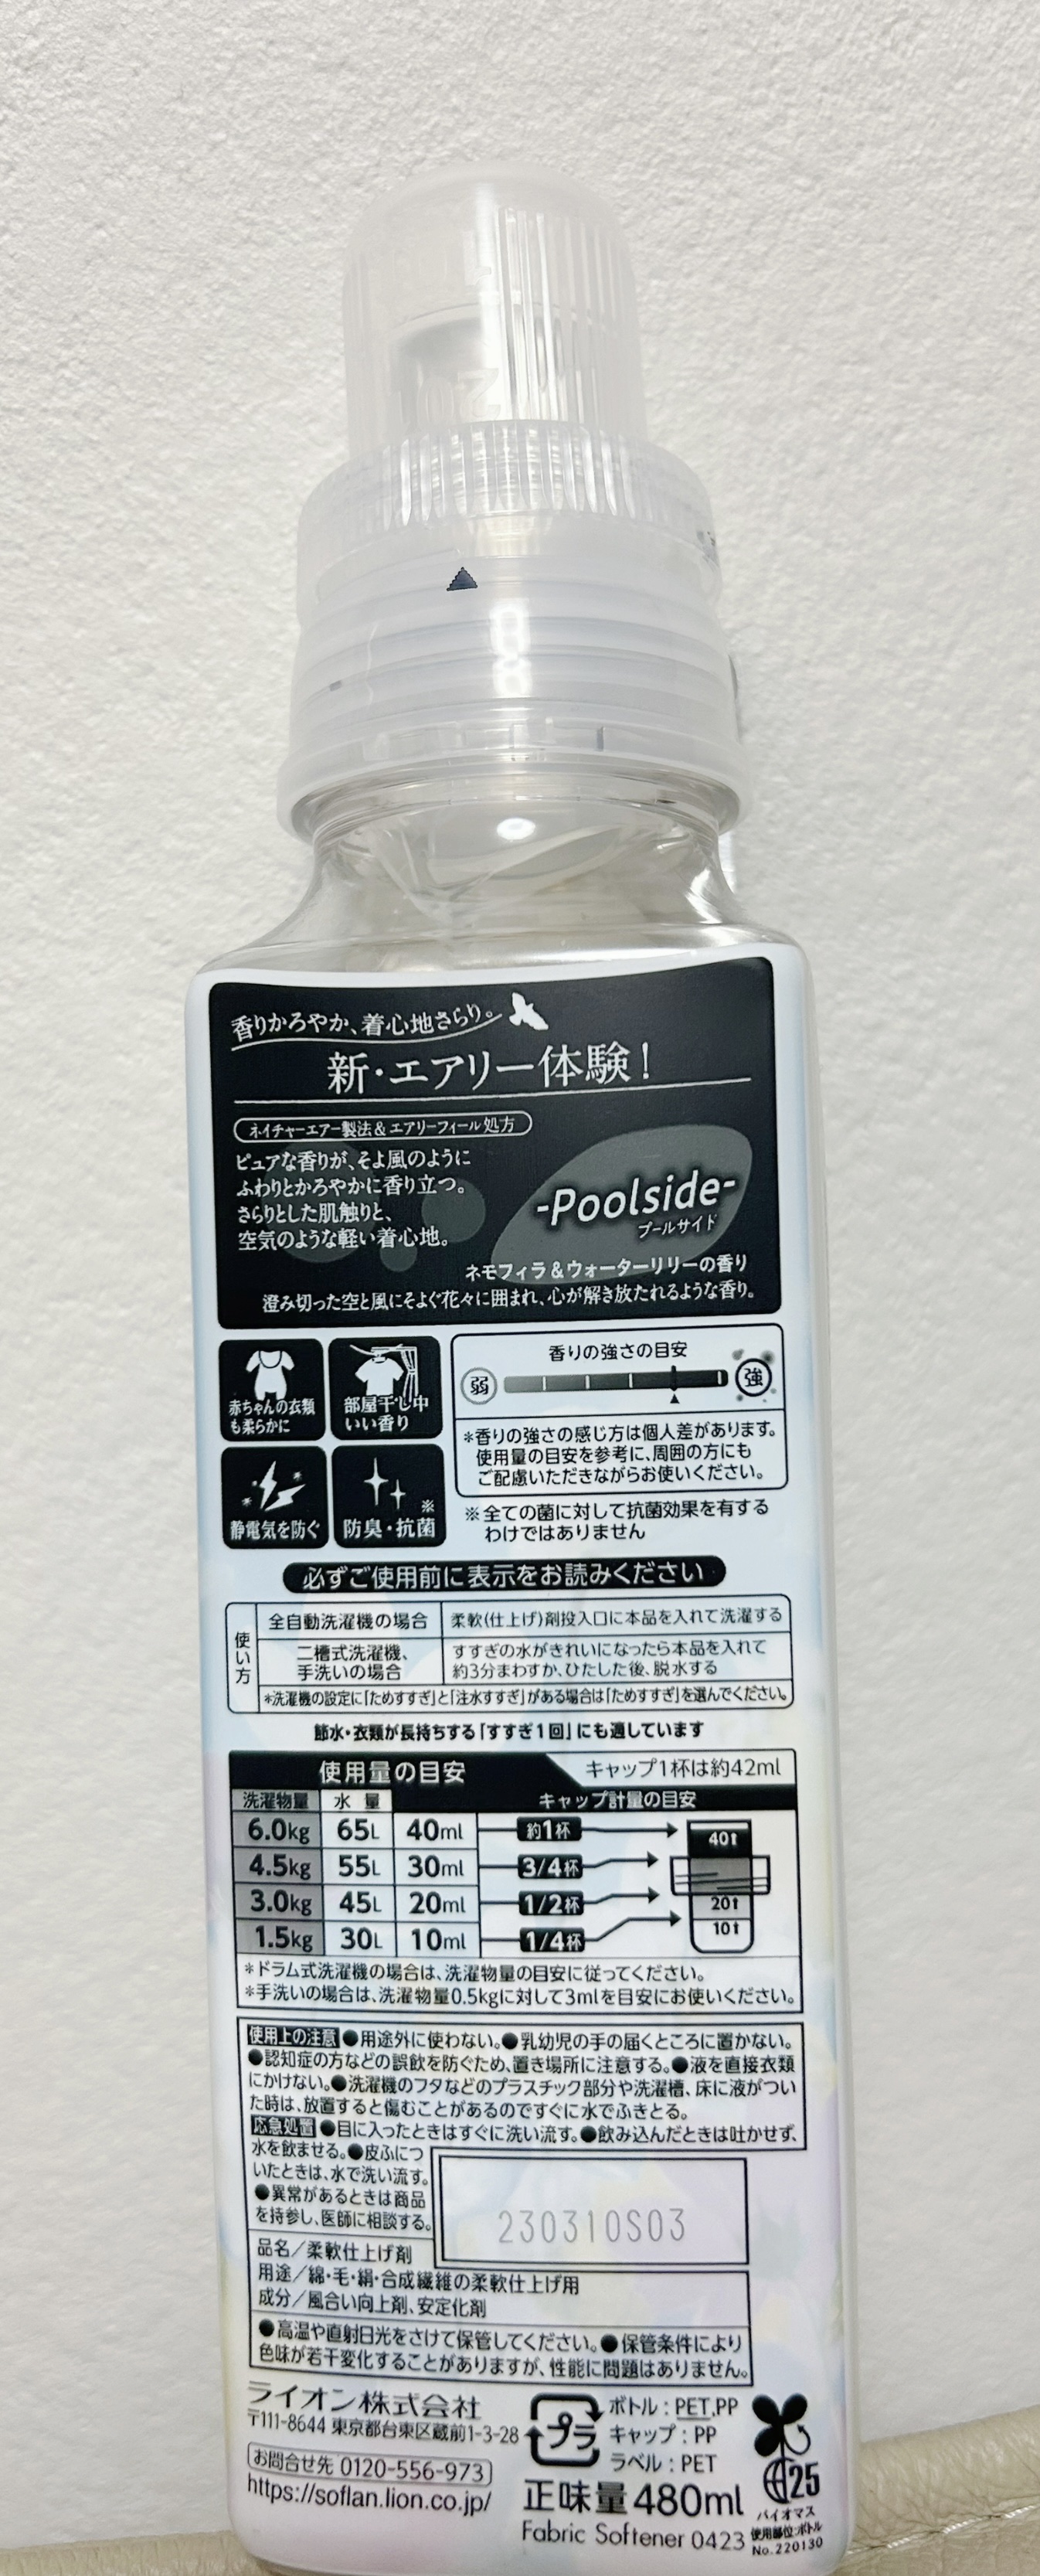 香りかろやか、着心地さらり。
新・エアリー体験！
ネイチャーエアー製法＆エアリーフィール処方
ピュアな香りが、そよ風のように
ふわりとかろやかに香り立つ。
さらりとした肌触りと、
空気のような軽い着心地。
-Poolside-
プールサイド
ネモフィラ＆ウォーターリリーの香り
澄み切った空と風にそよぐ花々に囲まれ、心が解き放たれるような香り。
赤ちゃんの衣類
も柔らかに
部屋干し中
いい香り
静電気を防ぐ
防臭・抗菌※
香りの強さの目安
弱 強
＊香りの強さの感じ方は個人差があります。
使用量の目安を参考に、周囲の方にも
ご配慮いただきながらお使いください。
※全ての菌に対して抗菌効果を有する
わけではありません
必ずご使用前に表示をお読みください
使い方
全自動洗濯機の場合 柔軟(仕上げ)剤投入口に本品を入れて洗濯する
二槽式洗濯機、
手洗いの場合
すすぎの水がきれいになったら本品を入れて
約3分まわすか、ひたした後、脱水する
＊洗濯機の設定に「ためすすぎ」と「注水すすぎ」がある場合は「ためすすぎ」を選んでください。
節水・衣類が長持ちする「すすぎ1回」にも適しています
使用量の目安 キャップ1杯は約42ml
洗濯物量 水量 キャップ計量の目安
6.0kg 65L 40ml 約1杯 40
4.5kg 55L 30ml 3/4杯
3.0kg 45L 20ml 1/2杯 20
1.5kg 30L 10ml 1/4杯 10
＊ドラム式洗濯機の場合は、洗濯物量の目安に従ってください。
＊手洗いの場合は、洗濯物量0.5kgに対して3mlを目安にお使いください。
使用上の注意 ●用途外に使わない。●乳幼児の手の届くところに置かない。
●認知症の方などの誤飲を防ぐため、置き場所に注意する。●液を直接衣類
にかけない。●洗濯機のフタなどのプラスチック部分や洗濯槽、床に液がつい
た時は、放置すると傷むことがあるのですぐに水でふきとる。
応急処置 ●目に入ったときはすぐに洗い流す。●飲み込んだときは吐かせず、
水を飲ませる。●皮ふにつ
いたときは、水で洗い流す。
●異常があるときは商品
を持参し、医師に相談する。
230310S03
品名／柔軟仕上げ剤
用途／綿・毛・絹・合成繊維の柔軟仕上げ用
成分／風合い向上剤、安定化剤
●高温や直射日光をさけて保管してください。●保管条件により
色味が若干変化することがありますが、性能に問題はありません。
ライオン株式会社
〒111-8644 東京都台東区蔵前1-3-28
お問合せ先 0120-556-973
https://soflan.lion.co.jp/
プラ
ボトル：PET,PP
キャップ：PP
ラベル：PET
正味量480ml
Fabric Softener 0423
25
バイオマス
使用部位：ボトル
No.220130